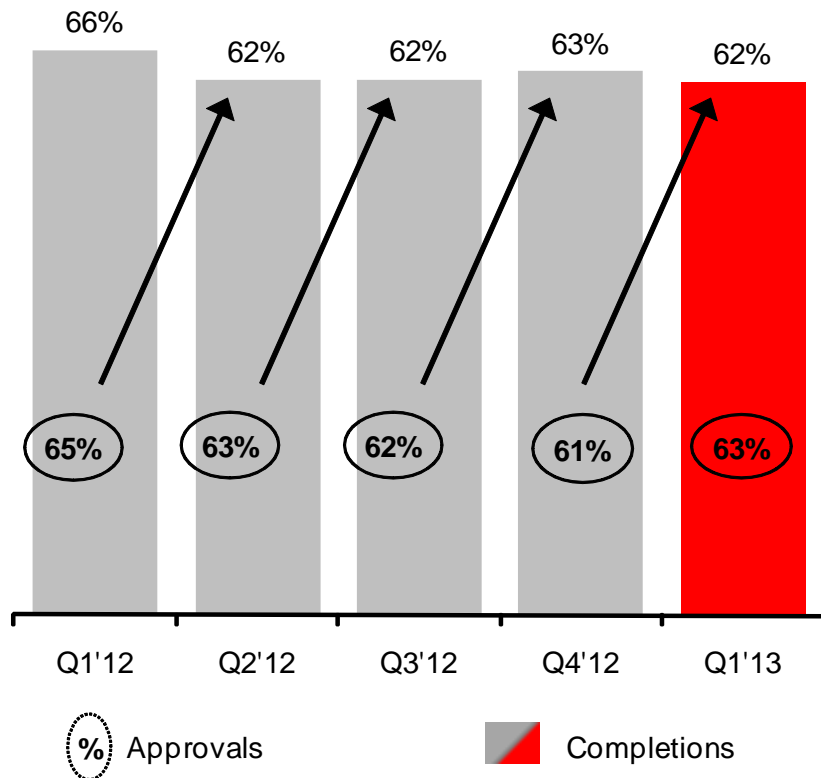 66%
62%
62%
63%
62%
65%
63%
62%
61%
63%
Q1'12
Q2'12
Q3'12
Q4'12
Q1'13
% Approvals
Completions